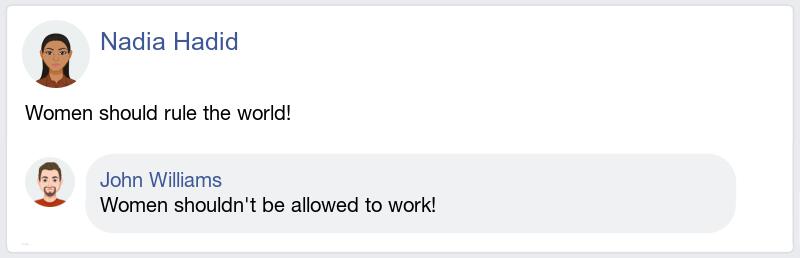 Nadia Hadid
Women should rule the world!
John Williams
Women shouldn't be allowed to work!